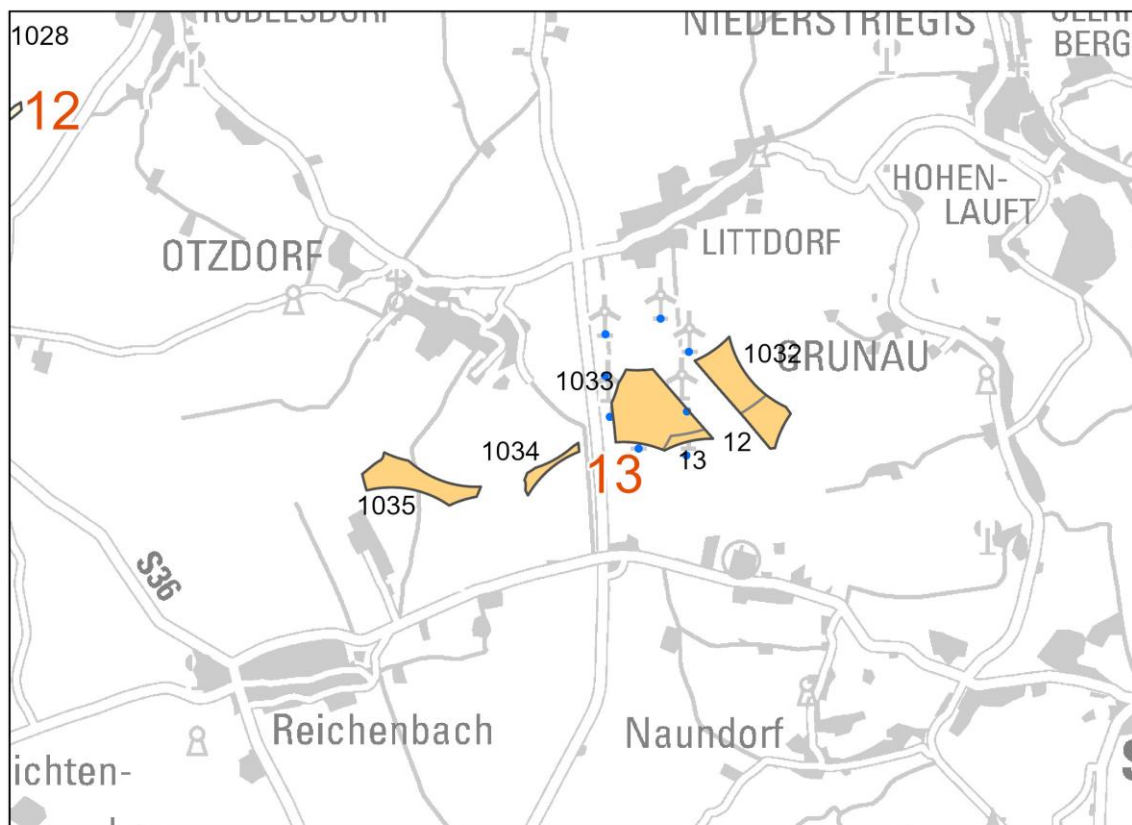 1028
NIEDERSTRIEGIS
BERG
12
HOHEN-
LAUFT
OTZDORF
LITTDORF
1032
GRUNAU
1033
1034
12
13
13
1035
S36
Reichenbach
Naundorf
ichten-
S